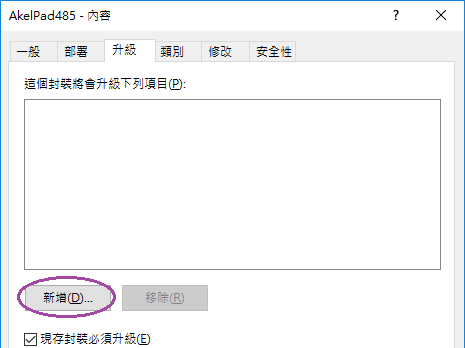 AkelPad485 - 內容
一般 部署 升級 類別 修改 安全性
這個封裝將會升級下列項目(P):
新增(D)... 移除(R)
現存封裝必須升級(E)